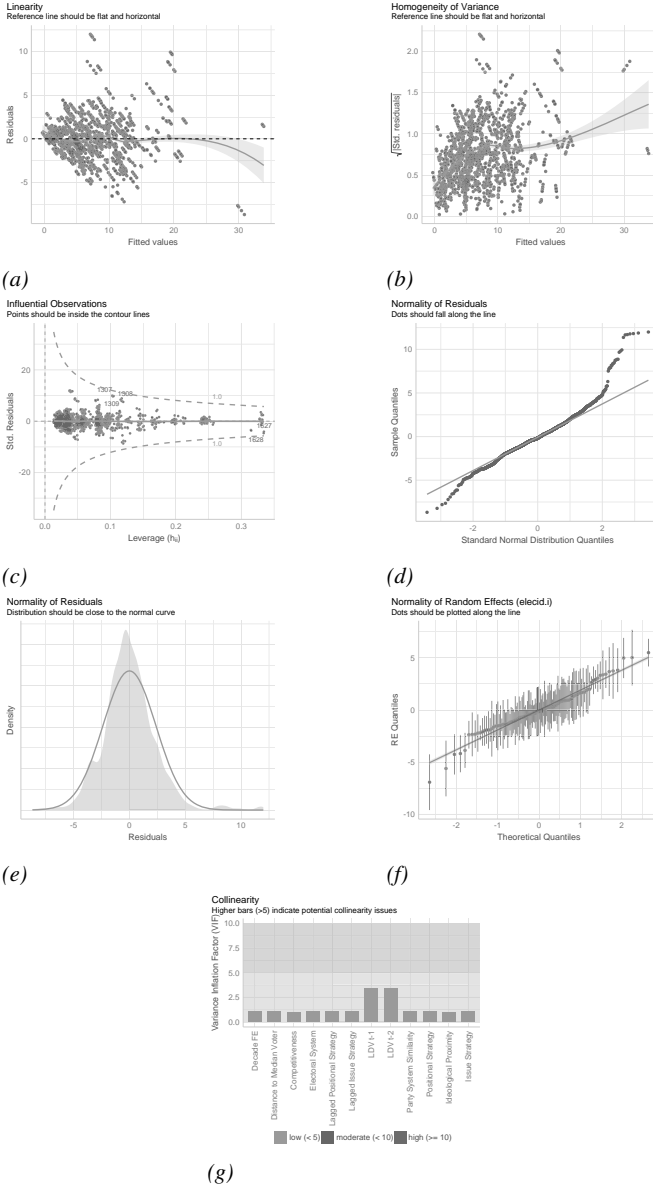 Linearity
Reference line should be flat and horizontal
10
5
0
-5
Residuals
0
10
20
30
Fitted values
(a)
Homogeneity of Variance
Reference line should be flat and horizontal
2.0
1.5
1.0
0.5
0.0
√|Std. residuals|
0
10
20
30
Fitted values
(b)
Influential Observations
Points should be inside the contour lines
20
0
-20
Std. Residuals
1307
1308
1309
1.0
1627
1628
1.0
0.0
0.1
0.2
0.3
Leverage (hᵢᵢ)
(c)
Normality of Residuals
Dots should fall along the line
10
5
0
-5
Sample Quantiles
-2
0
2
Standard Normal Distribution Quantiles
(d)
Normality of Residuals
Distribution should be close to the normal curve
Density
-5
0
5
10
Residuals
(e)
Normality of Random Effects (elecid.i)
Dots should be plotted along the line
5
0
-5
-10
RE Quantiles
-2
-1
0
1
2
Theoretical Quantiles
(f)
Collinearity
Higher bars (>5) indicate potential collinearity issues
10.0
7.5
5.0
2.5
0.0
Variance Inflation Factor (VIF)
Decade FE
Distance to Median Voter
Competitiveness
Electoral System
Lagged Positional Strategy
Lagged Issue Strategy
LDV t-1
LDV t-2
Party System Similarity
Positional Strategy
Ideological Proximity
Issue Strategy
low (< 5) moderate (< 10) high (>= 10)
(g)